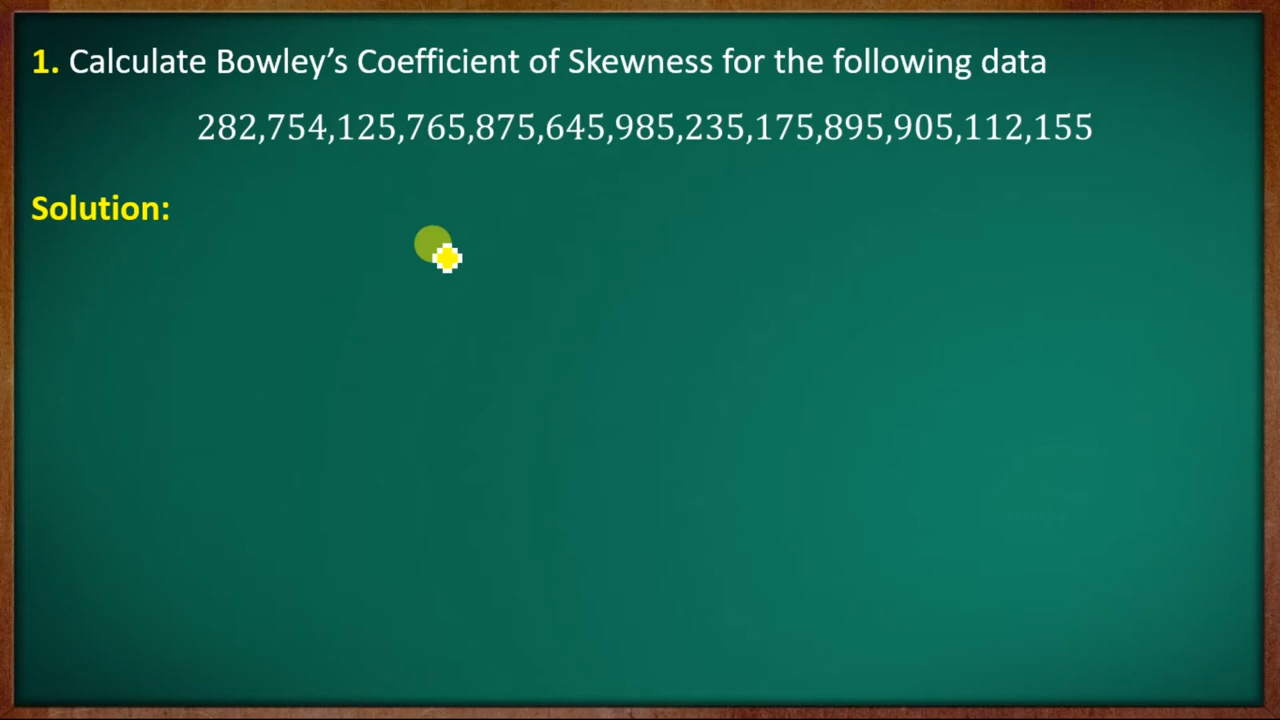 1. Calculate Bowley’s Coefficient of Skewness for the following data
282,754,125,765,875,645,985,235,175,895,905,112,155
Solution: